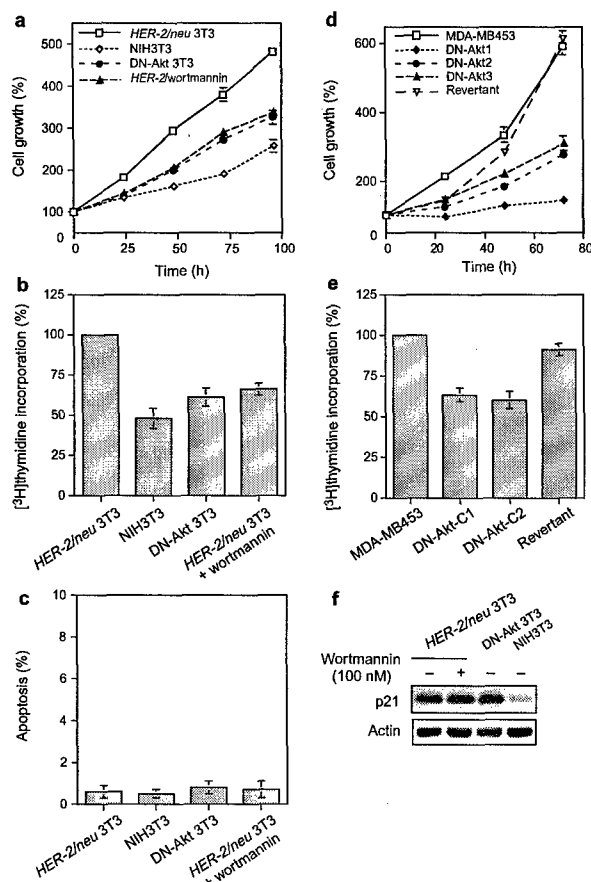 a
HER-2/neu 3T3
NIH3T3
DN-Akt 3T3
HER-2/wortmannin
Cell growth (%)
500
400
300
200
100
0
0
25
50
75
100
Time (h)
d
MDA-MB453
DN-Akt1
DN-Akt2
DN-Akt3
Revertant
Cell growth (%)
600
400
200
0
0
20
40
60
80
Time (h)
b
[³H]thymidine incorporation (%)
125
100
75
50
25
0
HER-2/neu 3T3
NIH3T3
DN-Akt 3T3
HER-2/neu 3T3
+ wortmannin
e
[³H]thymidine incorporation (%)
125
100
75
50
25
0
MDA-MB453
DN-Akt-C1
DN-Akt-C2
Revertant
c
Apoptosis (%)
10
8
6
4
2
0
HER-2/neu 3T3
NIH3T3
DN-Akt 3T3
HER-2/neu 3T3
+ wortmannin
f
HER-2/neu 3T3
DN-Akt 3T3
NIH3T3
Wortmannin
(100 nM) − + − −
p21
Actin